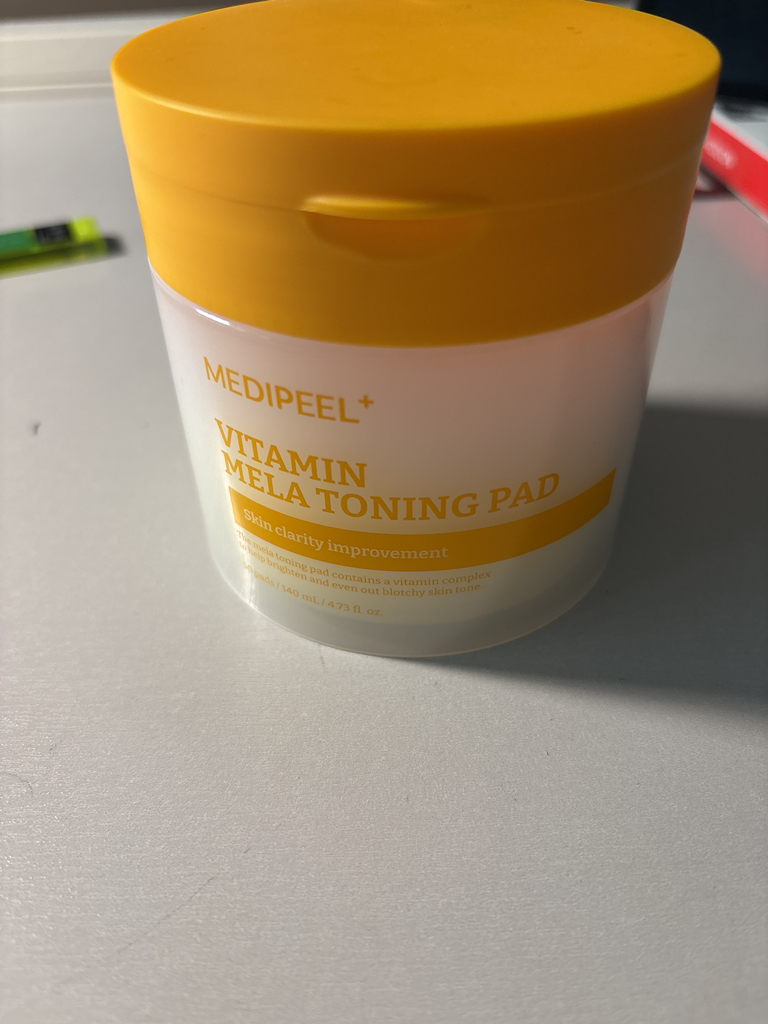 MEDIPEEL+
VITAMIN
MELA TONING PAD
Skin clarity improvement
The mela toning pad contains a vitamin complex
to help brighten and even out blotchy skin tone.
pads / 140 ml. / 4.73 fl. oz.